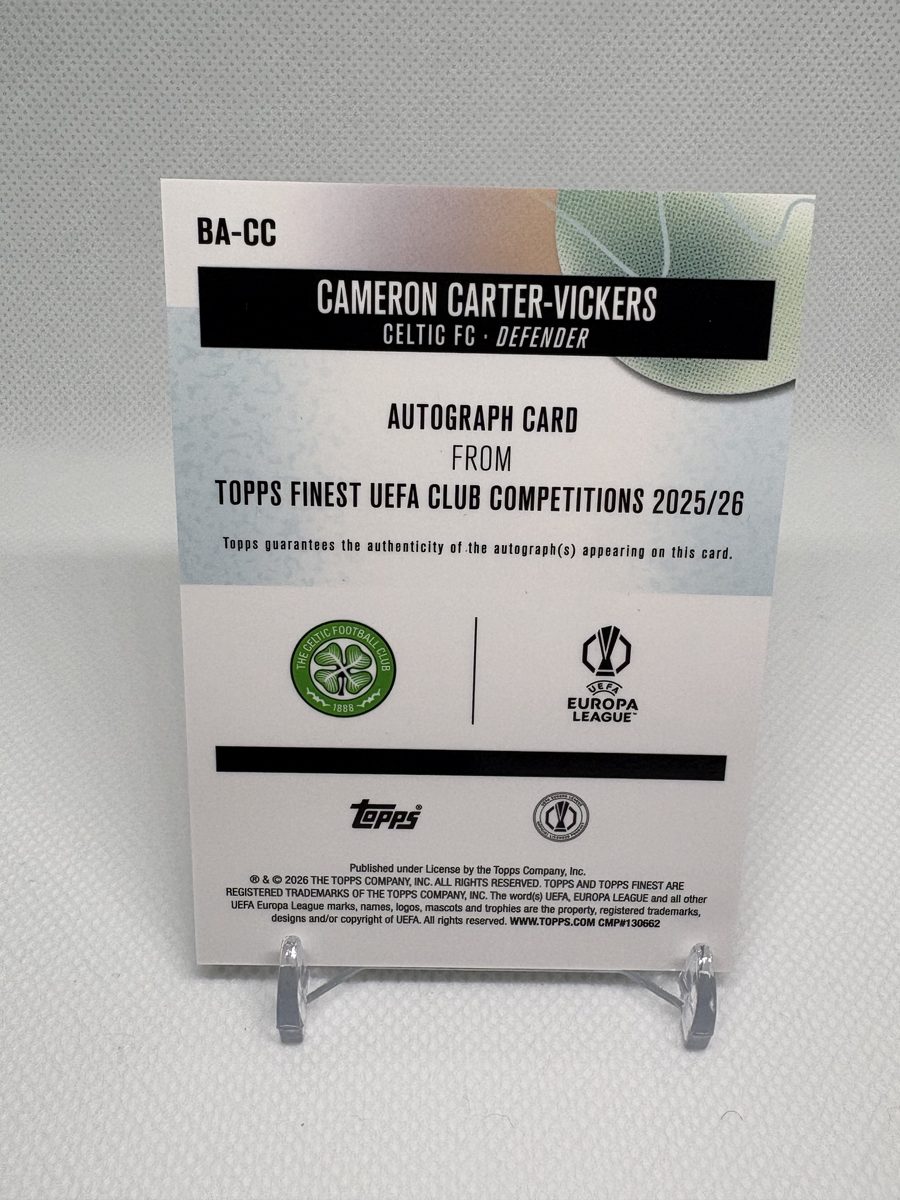 BA-CC
CAMERON CARTER-VICKERS
CELTIC FC · DEFENDER
AUTOGRAPH CARD
FROM
TOPPS FINEST UEFA CLUB COMPETITIONS 2025/26
Topps guarantees the authenticity of the autograph(s) appearing on this card.
THE CELTIC FOOTBALL CLUB
1888
UEFA
EUROPA
LEAGUE™
Topps®
Published under License by the Topps Company, Inc.
® & © 2026 THE TOPPS COMPANY, INC. ALL RIGHTS RESERVED. TOPPS AND TOPPS FINEST ARE
REGISTERED TRADEMARKS OF THE TOPPS COMPANY, INC. The word(s) UEFA, EUROPA LEAGUE and all other
UEFA Europa League marks, names, logos, mascots and trophies are the property, registered trademarks,
designs and/or copyright of UEFA. All rights reserved. WWW.TOPPS.COM CMP#130662